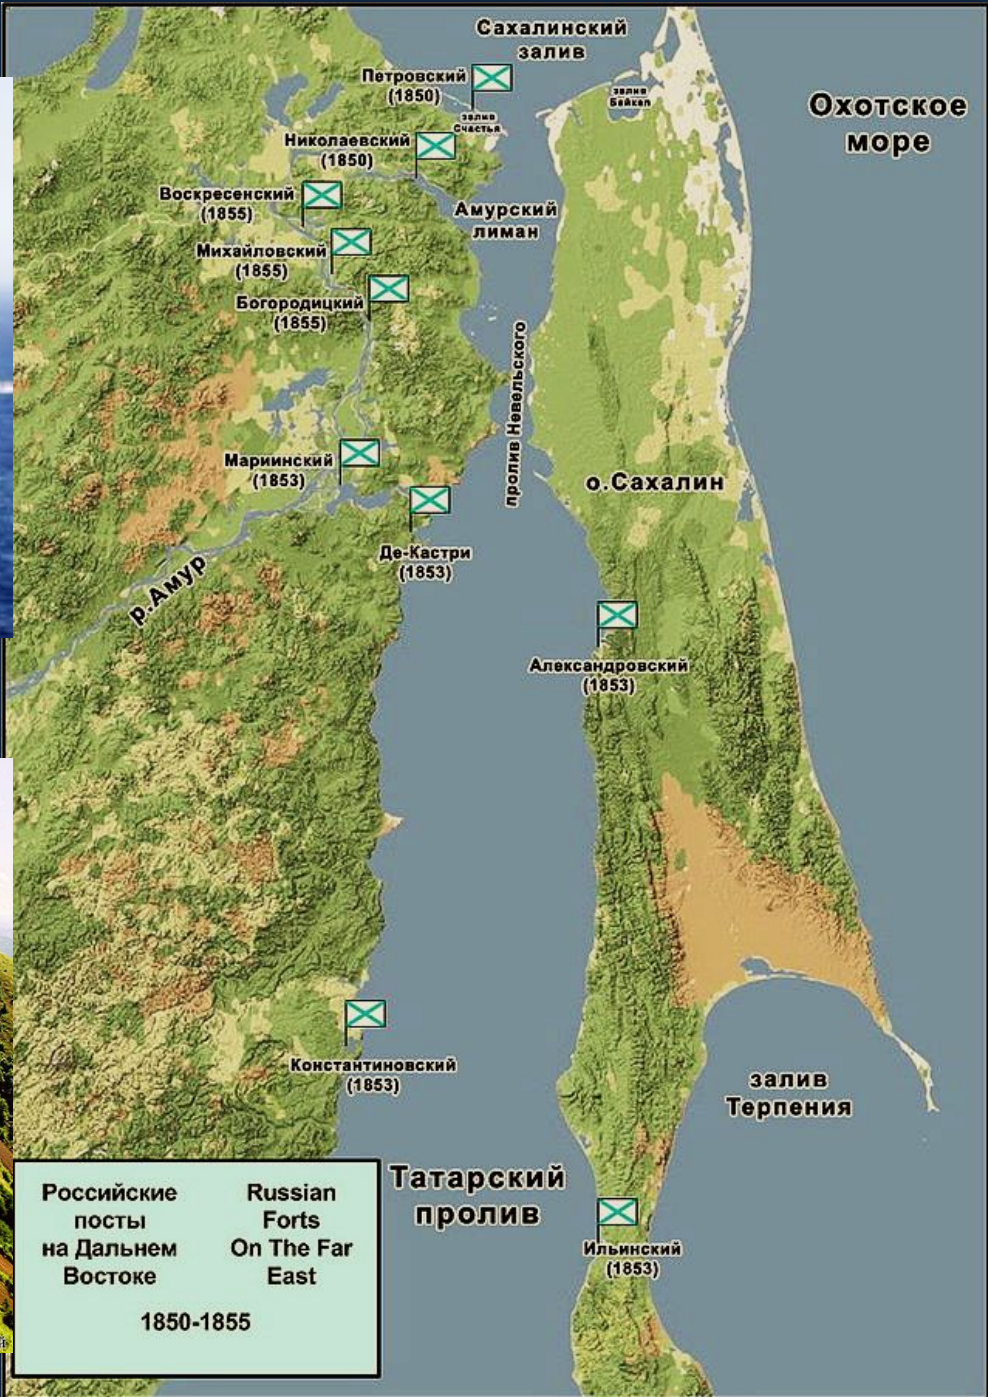 Сахалинский
залив
Петровский
(1850)
залив
Байкал
Охотское
море
залив
Счастья
Николаевский
(1850)
Воскресенский
(1855)
Амурский
лиман
Михайловский
(1855)
Богородицкий
(1855)
пролив Невельского
Мариинский
(1853)
о.Сахалин
Де-Кастри
(1853)
р.Амур
Александровский
(1853)
Константиновский
(1853)
залив
Терпения
Татарский
пролив
Ильинский
(1853)
Российские
посты
на Дальнем
Востоке
Russian
Forts
On The Far
East
1850-1855